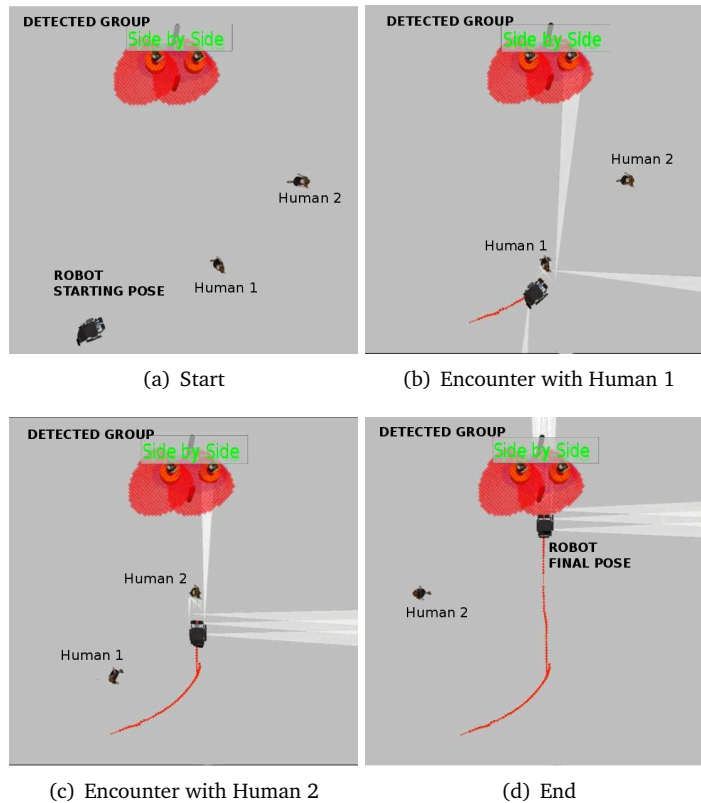 DETECTED GROUP
Side by Side
Human 2
Human 1
ROBOT
STARTING POSE
(a) Start
DETECTED GROUP
Side by Side
Human 2
Human 1
(b) Encounter with Human 1
DETECTED GROUP
Side by Side
Human 2
Human 1
(c) Encounter with Human 2
DETECTED GROUP
Side by Side
ROBOT
FINAL POSE
Human 2
(d) End